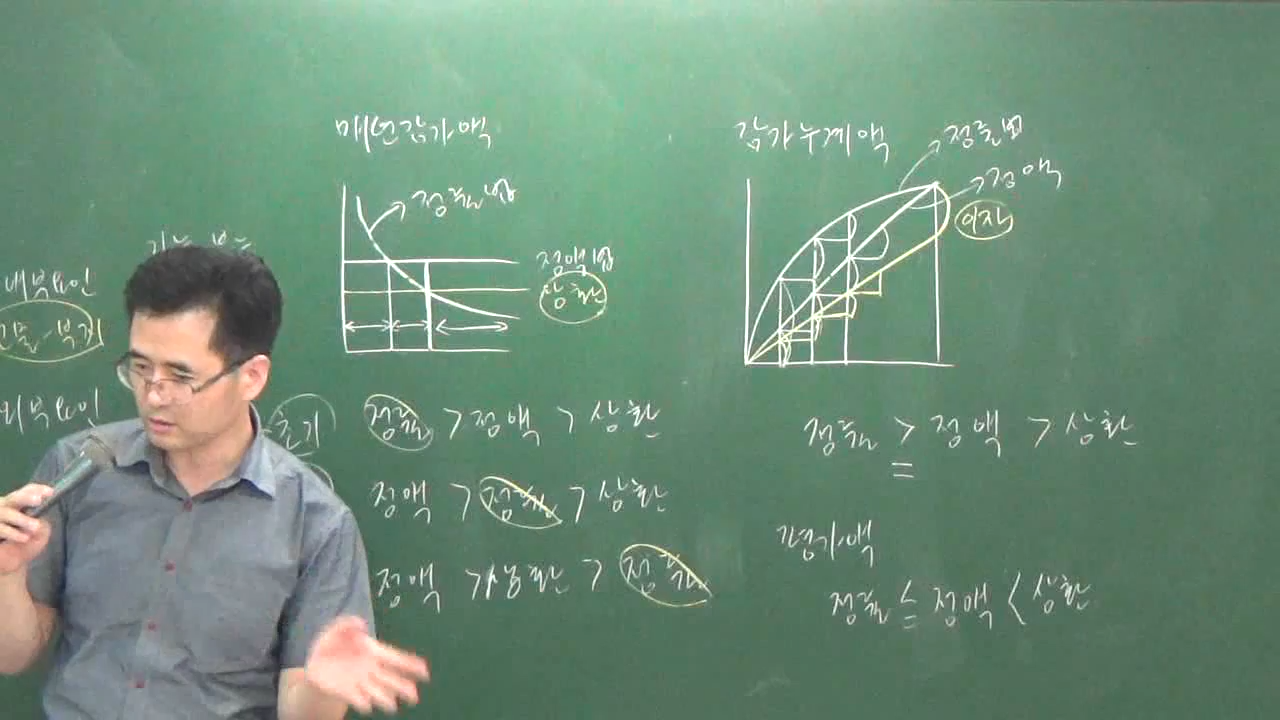 매년감가액
정률법
정액법
상환
감가누계액
정률법
정액
이자
내부요인
외부요인
초기
정률 > 정액 > 상환
정액 > 정률 > 상환
정액 > 상환 > 정률
정률 ≥ 정액 > 상환
평가액
정률 ≤ 정액 < 상환